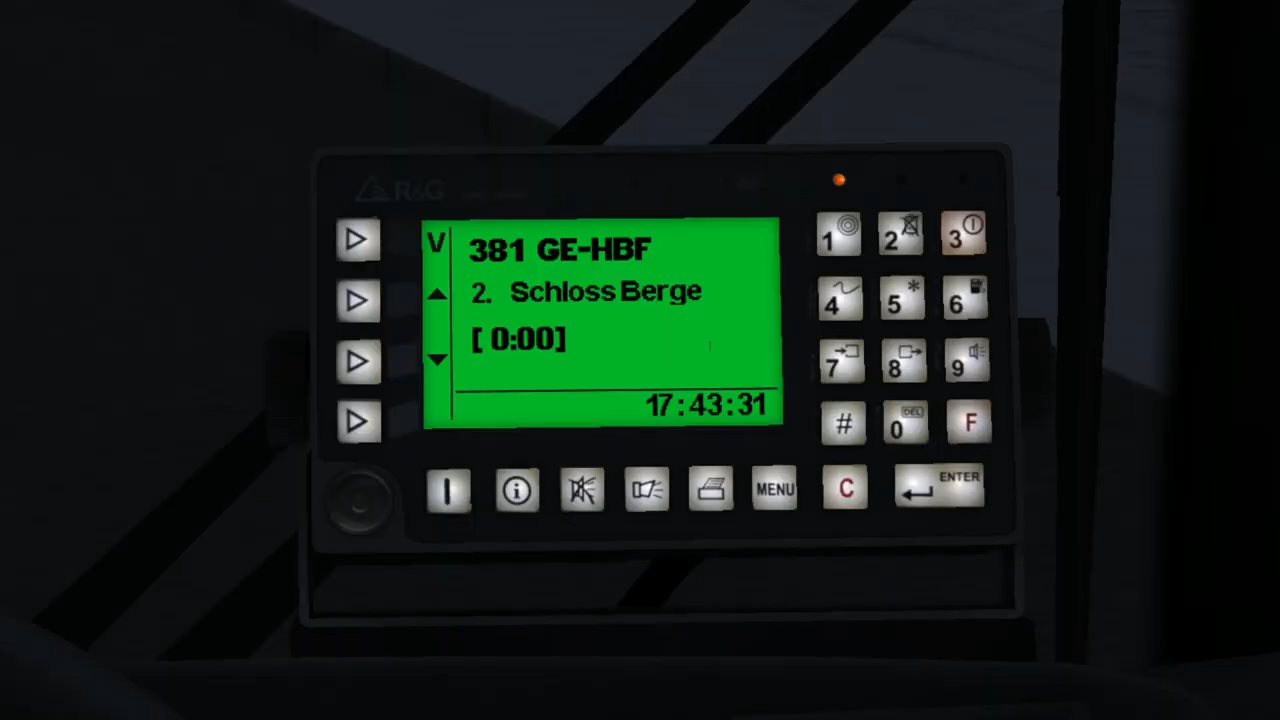 R&G
V 381 GE-HBF
2. Schloss Berge
[ 0:00]
17:43:31
1 2 3
4 5 6
7 8 9
# 0 DEL F
MENU C ENTER